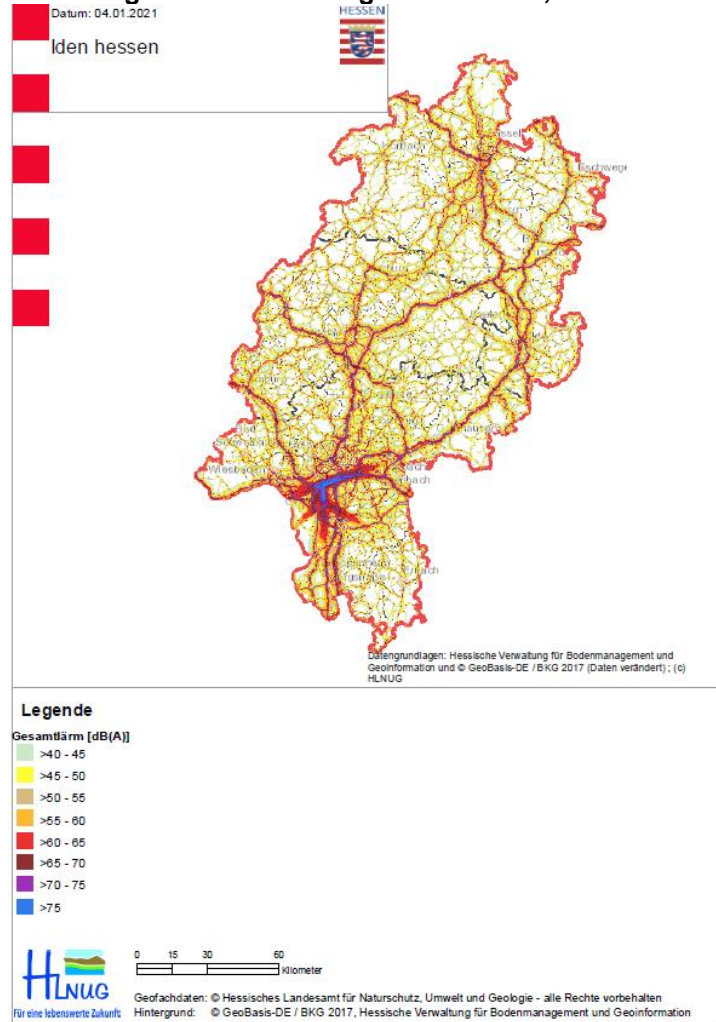 Datum: 04.01.2021
HESSEN
lden hessen
Eschwege
Wiesbaden
Erbach
Datengrundlagen: Hessische Verwaltung für Bodenmanagement und
Geoinformation und © GeoBasis-DE / BKG 2017 (Daten verändert) ; (c)
HLNUG
Legende
Gesamtlärm [dB(A)]
>40 - 45
>45 - 50
>50 - 55
>55 - 60
>60 - 65
>65 - 70
>70 - 75
>75
0 15 30 60
Kilometer
HLNUG
Für eine lebenswerte Zukunft
Geofachdaten: © Hessisches Landesamt für Naturschutz, Umwelt und Geologie - alle Rechte vorbehalten
Hintergrund: © GeoBasis-DE / BKG 2017, Hessische Verwaltung für Bodenmanagement und Geoinformation